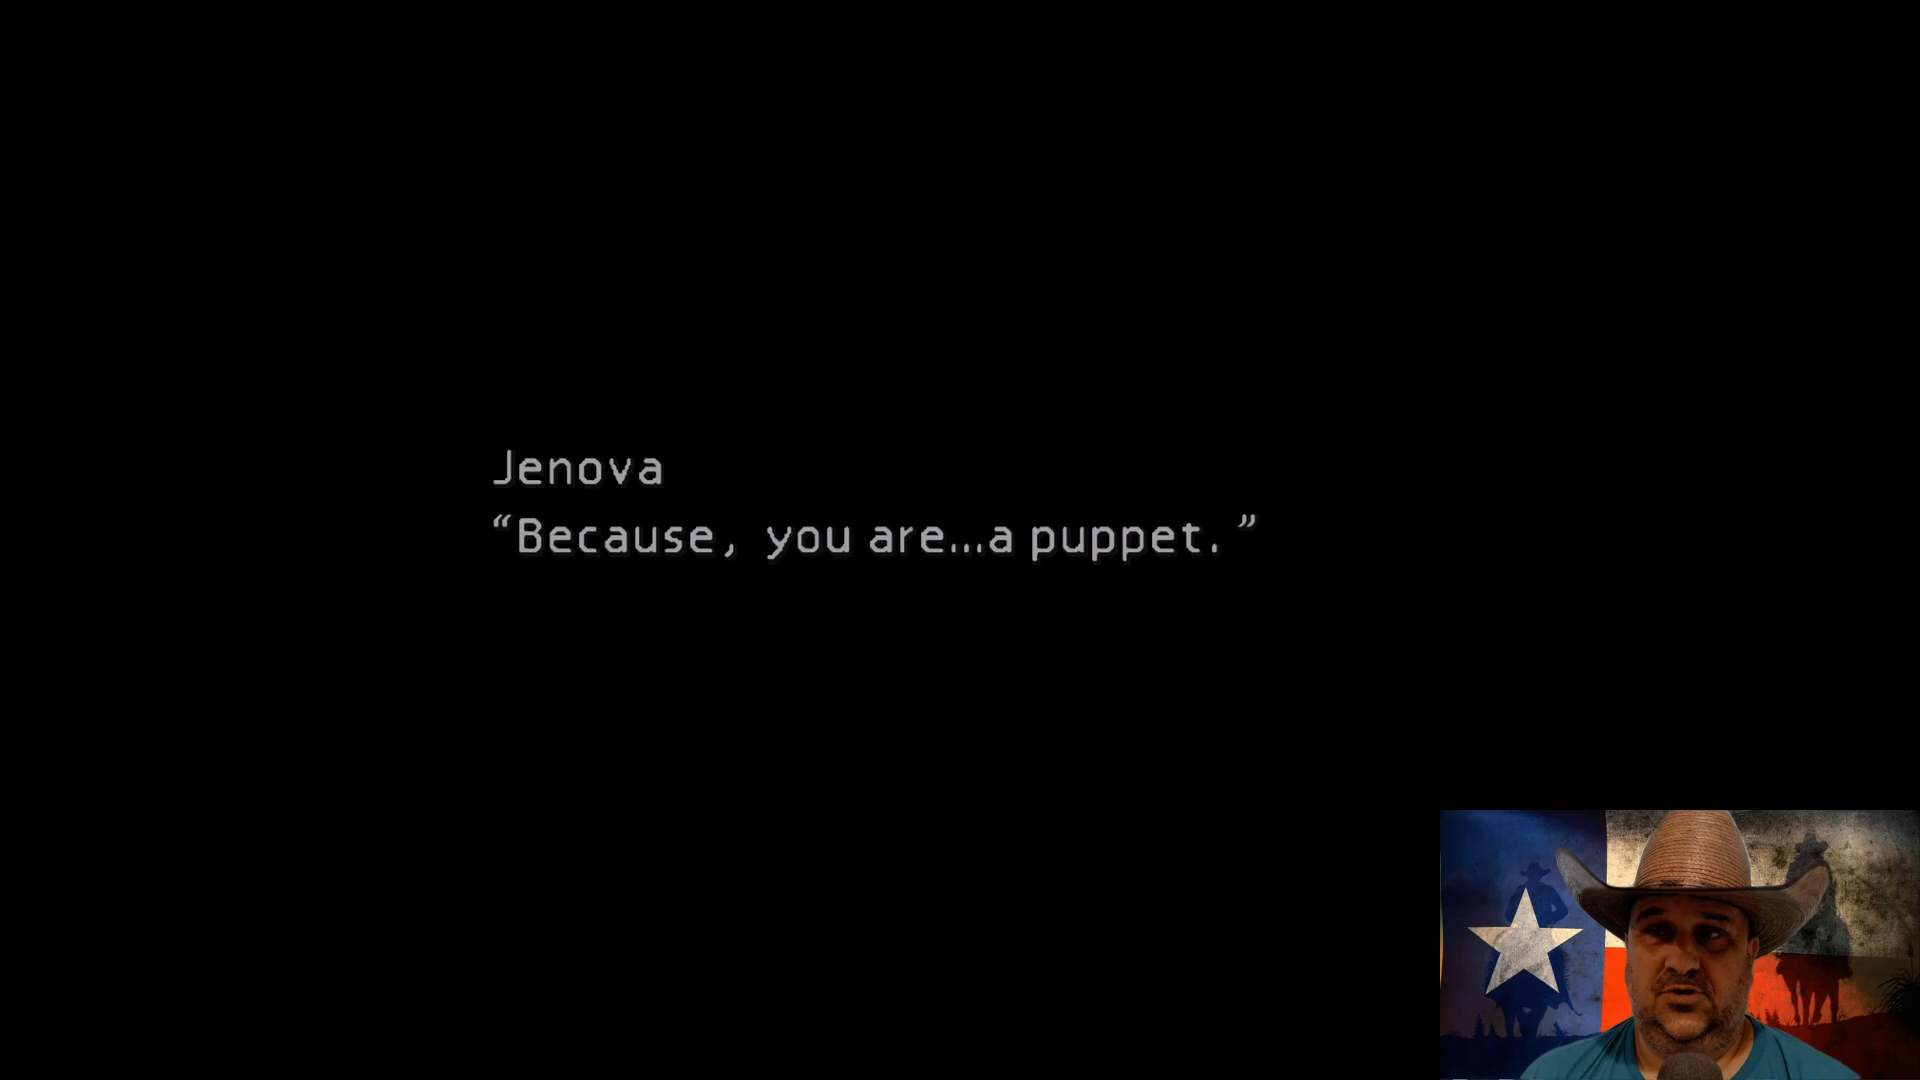 Jenova
“Because, you are...a puppet. ”